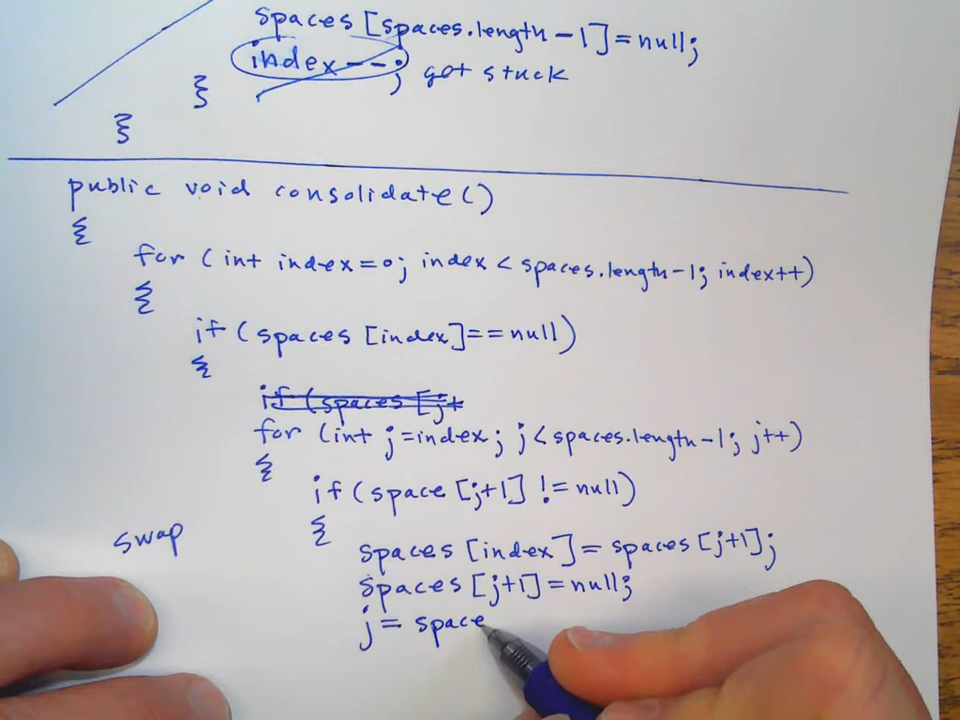 spaces[spaces.length-1]=null;
index--; got stuck
}
}
public void consolidate()
{
for (int index=0; index<spaces.length-1; index++)
{
if (spaces[index]==null)
{
if (spaces[j+
for (int j=index; j<spaces.length-1; j++)
{
if (space[j+1] != null)
{
swap
spaces[index]=spaces[j+1];
spaces[j+1]=null;
j= space